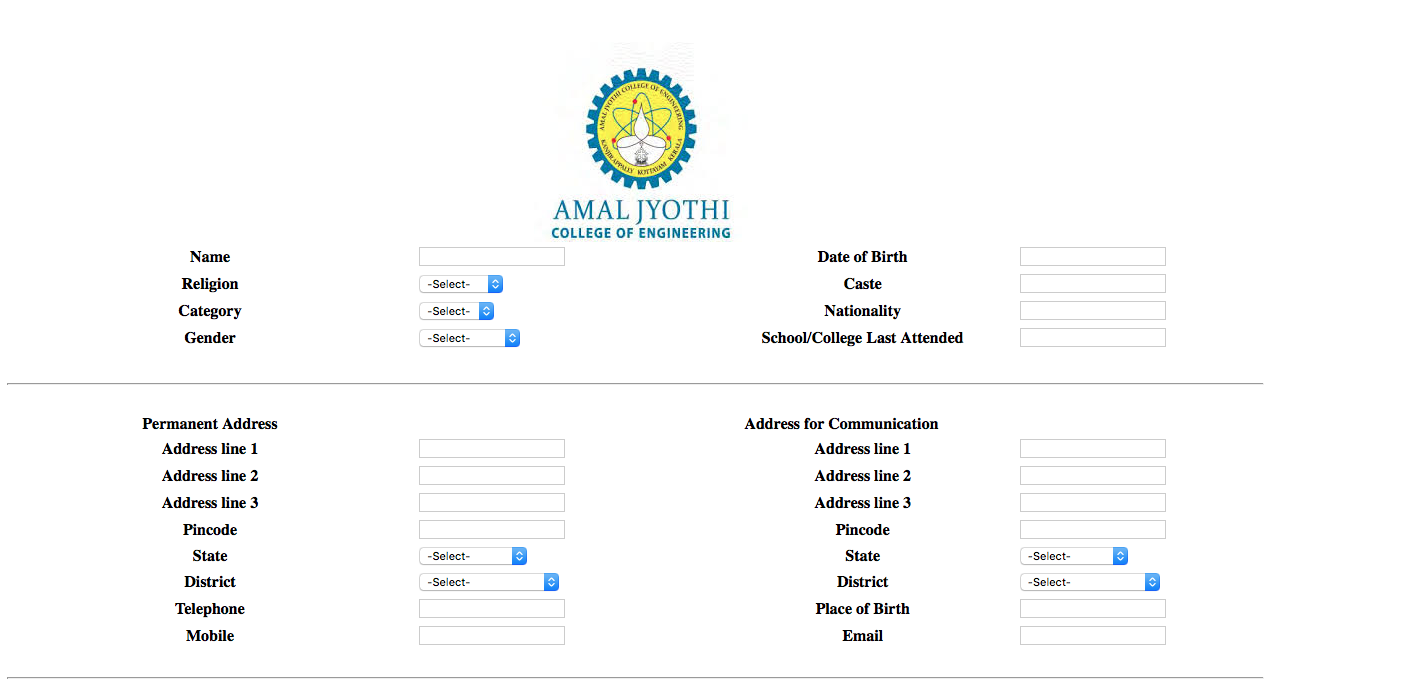 AMAL JYOTHI COLLEGE OF ENGINEERING
KANJIRAPPALLY KOTTAYAM KERALA
AMAL JYOTHI
COLLEGE OF ENGINEERING
Name Date of Birth
Religion -Select- Caste
Category -Select- Nationality
Gender -Select- School/College Last Attended
Permanent Address Address for Communication
Address line 1 Address line 1
Address line 2 Address line 2
Address line 3 Address line 3
Pincode Pincode
State -Select- State -Select-
District -Select- District -Select-
Telephone Place of Birth
Mobile Email